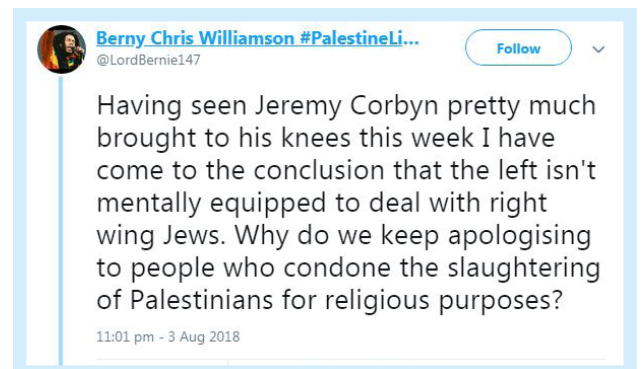 Berny Chris Williamson #PalestineLi...
@LordBernie147
Follow
Having seen Jeremy Corbyn pretty much
brought to his knees this week I have
come to the conclusion that the left isn't
mentally equipped to deal with right
wing Jews. Why do we keep apologising
to people who condone the slaughtering
of Palestinians for religious purposes?
11:01 pm - 3 Aug 2018